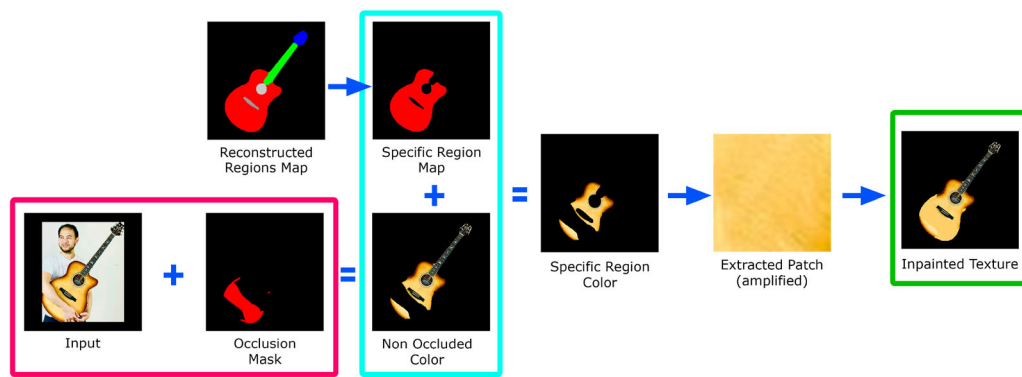 Reconstructed
Regions Map
Specific Region
Map
+
=
Input
+
Occlusion
Mask
=
Non Occluded
Color
Specific Region
Color
Extracted Patch
(amplified)
Inpainted Texture